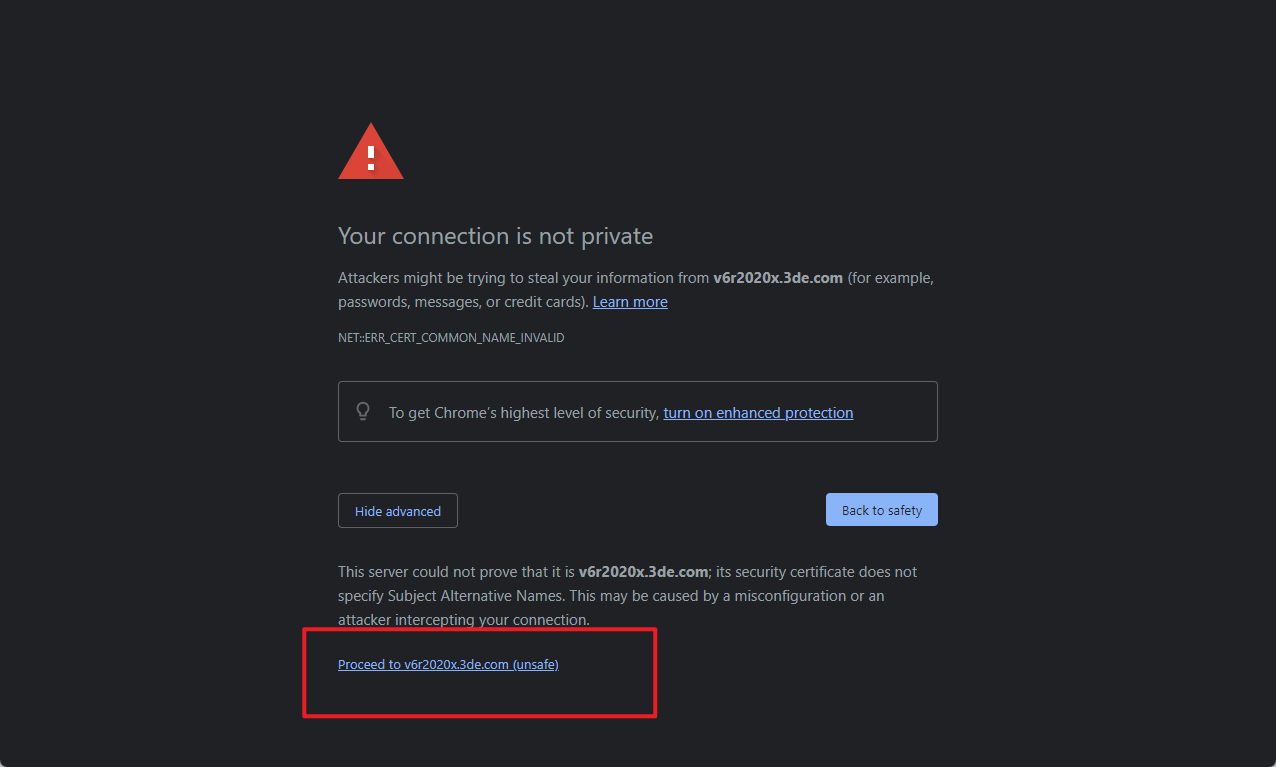 Your connection is not private
Attackers might be trying to steal your information from v6r2020x.3de.com (for example,
passwords, messages, or credit cards). Learn more
NET::ERR_CERT_COMMON_NAME_INVALID
To get Chrome's highest level of security, turn on enhanced protection
Hide advanced
Back to safety
This server could not prove that it is v6r2020x.3de.com; its security certificate does not
specify Subject Alternative Names. This may be caused by a misconfiguration or an
attacker intercepting your connection.
Proceed to v6r2020x.3de.com (unsafe)